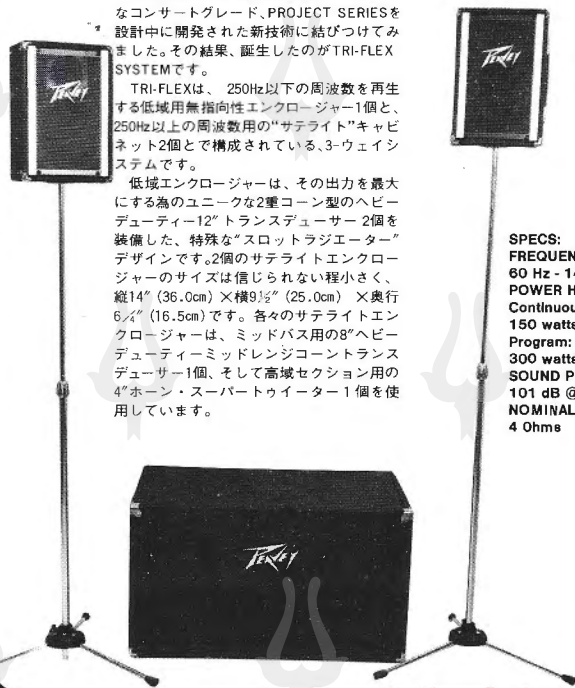 なコンサートグレード、PROJECT SERIESを
設計中に開発された新技術に結びつけてみ
ました。その結果、誕生したのがTRI-FLEX
SYSTEMです。
TRI-FLEXは、250Hz以下の周波数を再生
する低域用無指向性エンクロージャー1個と、
250Hz以上の周波数用の“サテライト”キャビ
ネット2個とで構成されている、3-ウェイシ
ステムです。
低域エンクロージャーは、その出力を最大
にする為のユニークな2重コーン型のヘビー
デューティー12″トランスデューサー2個を
装備した、特殊な“スロットラジエーター”
デザインです。2個のサテライトエンクロー
ジャーのサイズは信じられない程小さく、
縦14″(36.0cm)×横9½″(25.0cm)×奥行
6¼″(16.5cm)です。各々のサテライトエン
クロージャーは、ミッドバス用の8″ヘビー
デューティーミッドレンジコーントランス
デューサー1個、そして高域セクション用の
4″ホーン・スーパートゥイーター1個を使
用しています。
SPECS:
FREQUEN
60 Hz - 1
POWER H
Continuou
150 watts
Program:
300 watts
SOUND P
101 dB @
NOMINAL
4 Ohms
PEAVEY
PEAVEY
PEAVEY